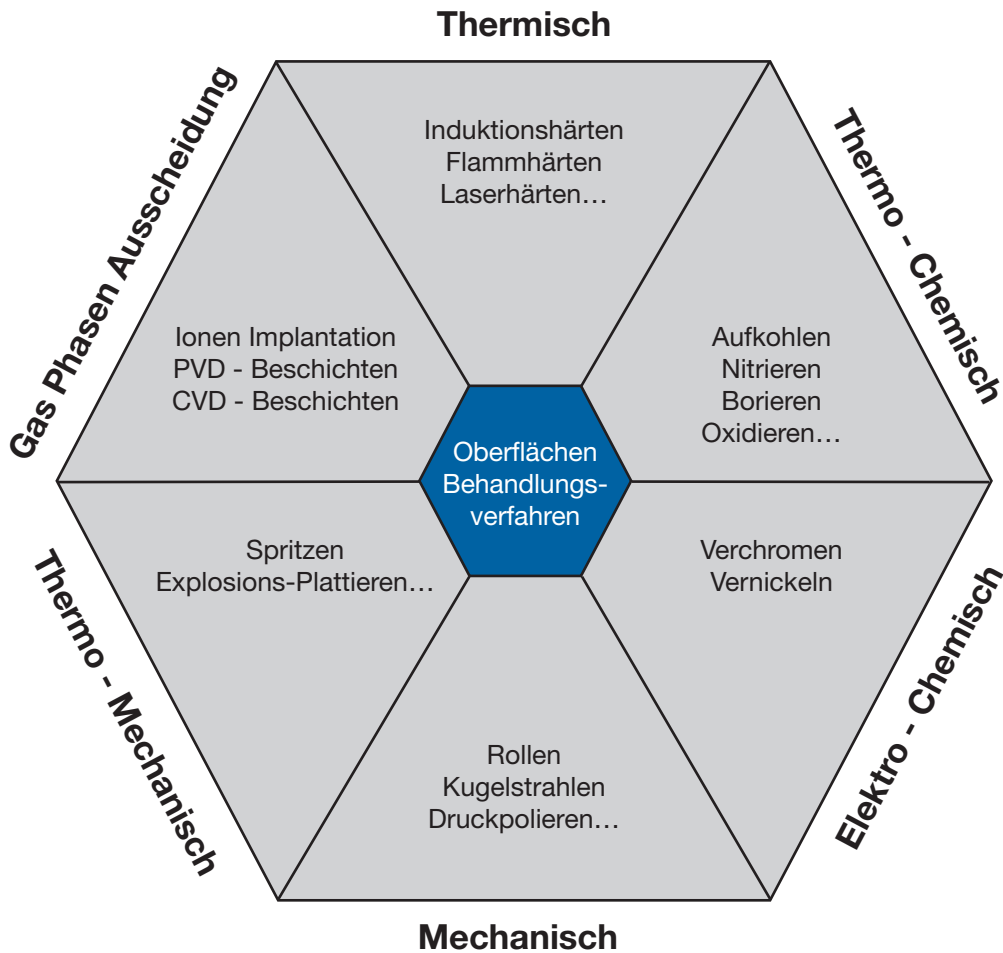 Thermisch
Induktionshärten
Flammhärten
Laserhärten…
Thermo - Chemisch
Aufkohlen
Nitrieren
Borieren
Oxidieren…
Gas Phasen Ausscheidung
Ionen Implantation
PVD - Beschichten
CVD - Beschichten
Oberflächen
Behandlungs-
verfahren
Thermo - Mechanisch
Spritzen
Explosions-Plattieren…
Verchromen
Vernickeln
Elektro - Chemisch
Rollen
Kugelstrahlen
Druckpolieren…
Mechanisch